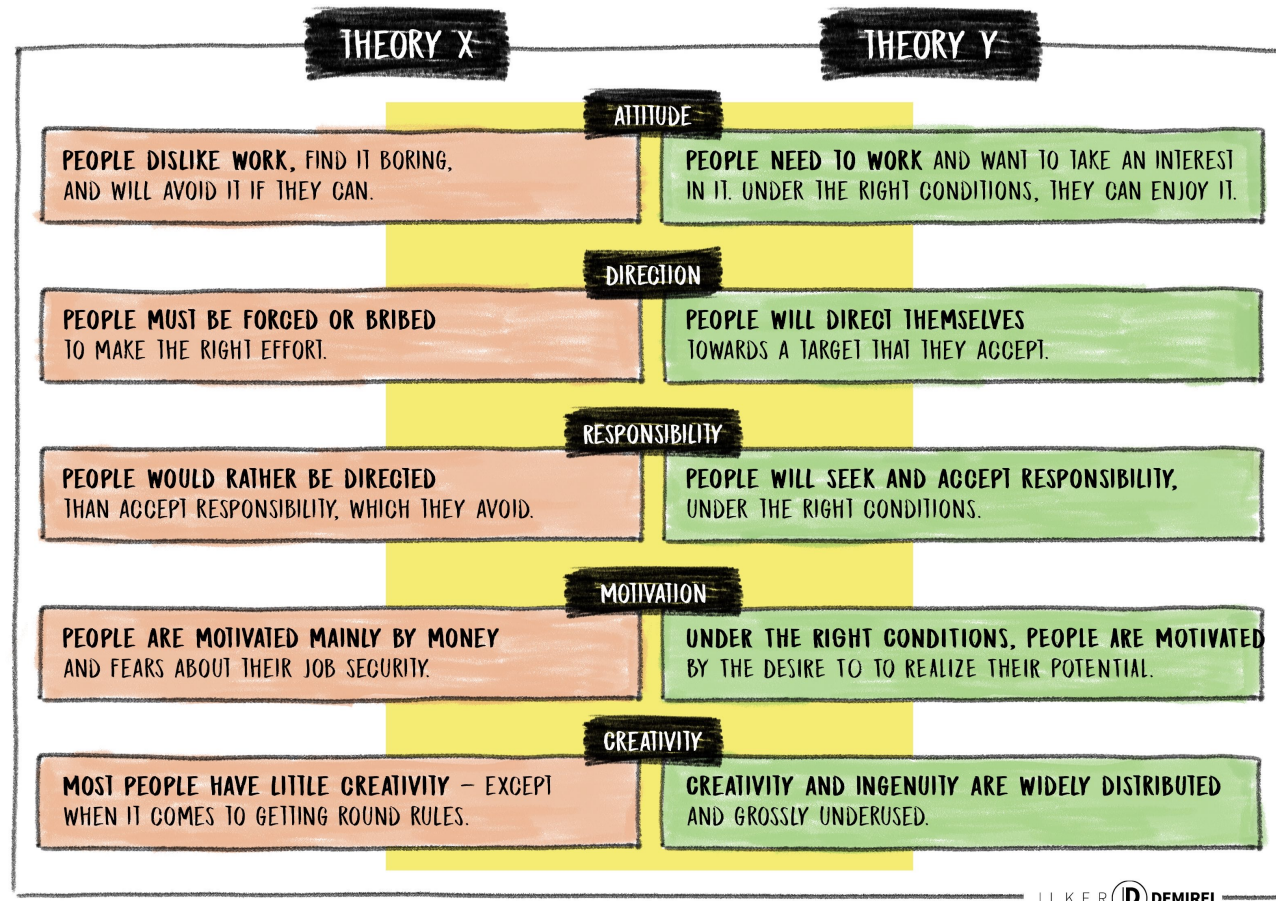 THEORY X
THEORY Y
ATTITUDE
PEOPLE DISLIKE WORK, FIND IT BORING,
AND WILL AVOID IT IF THEY CAN.
PEOPLE NEED TO WORK AND WANT TO TAKE AN INTEREST
IN IT. UNDER THE RIGHT CONDITIONS, THEY CAN ENJOY IT.
DIRECTION
PEOPLE MUST BE FORCED OR BRIBED
TO MAKE THE RIGHT EFFORT.
PEOPLE WILL DIRECT THEMSELVES
TOWARDS A TARGET THAT THEY ACCEPT.
RESPONSIBILITY
PEOPLE WOULD RATHER BE DIRECTED
THAN ACCEPT RESPONSIBILITY, WHICH THEY AVOID.
PEOPLE WILL SEEK AND ACCEPT RESPONSIBILITY,
UNDER THE RIGHT CONDITIONS.
MOTIVATION
PEOPLE ARE MOTIVATED MAINLY BY MONEY
AND FEARS ABOUT THEIR JOB SECURITY.
UNDER THE RIGHT CONDITIONS, PEOPLE ARE MOTIVATED
BY THE DESIRE TO TO REALIZE THEIR POTENTIAL.
CREATIVITY
MOST PEOPLE HAVE LITTLE CREATIVITY – EXCEPT
WHEN IT COMES TO GETTING ROUND RULES.
CREATIVITY AND INGENUITY ARE WIDELY DISTRIBUTED
AND GROSSLY UNDERUSED.
ILKER ID DEMIREL